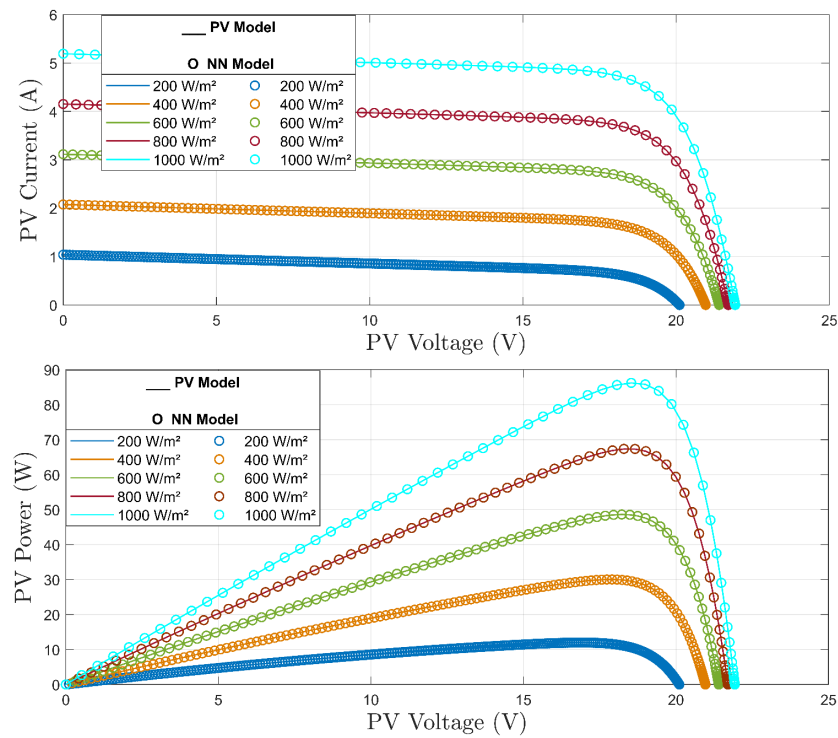 6
5
4
3
2
1
0
PV Current (A)
PV Model
O NN Model
200 W/m² 200 W/m²
400 W/m² 400 W/m²
600 W/m² 600 W/m²
800 W/m² 800 W/m²
1000 W/m² 1000 W/m²
0 5 10 15 20 25
PV Voltage (V)
90
80
70
60
50
40
30
20
10
0
PV Power (W)
PV Model
O NN Model
200 W/m² 200 W/m²
400 W/m² 400 W/m²
600 W/m² 600 W/m²
800 W/m² 800 W/m²
1000 W/m² 1000 W/m²
0 5 10 15 20 25
PV Voltage (V)